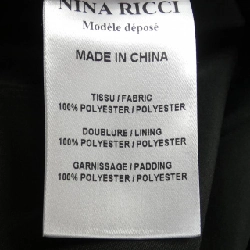 NINA RICCI
Modèle déposé
MADE IN CHINA
TISSU / FABRIC
100% POLYESTER / POLYESTER
DOUBLURE / LINING
100% POLYESTER / POLYESTER
GARNISSAGE / PADDING
100% POLYESTER / POLYESTER